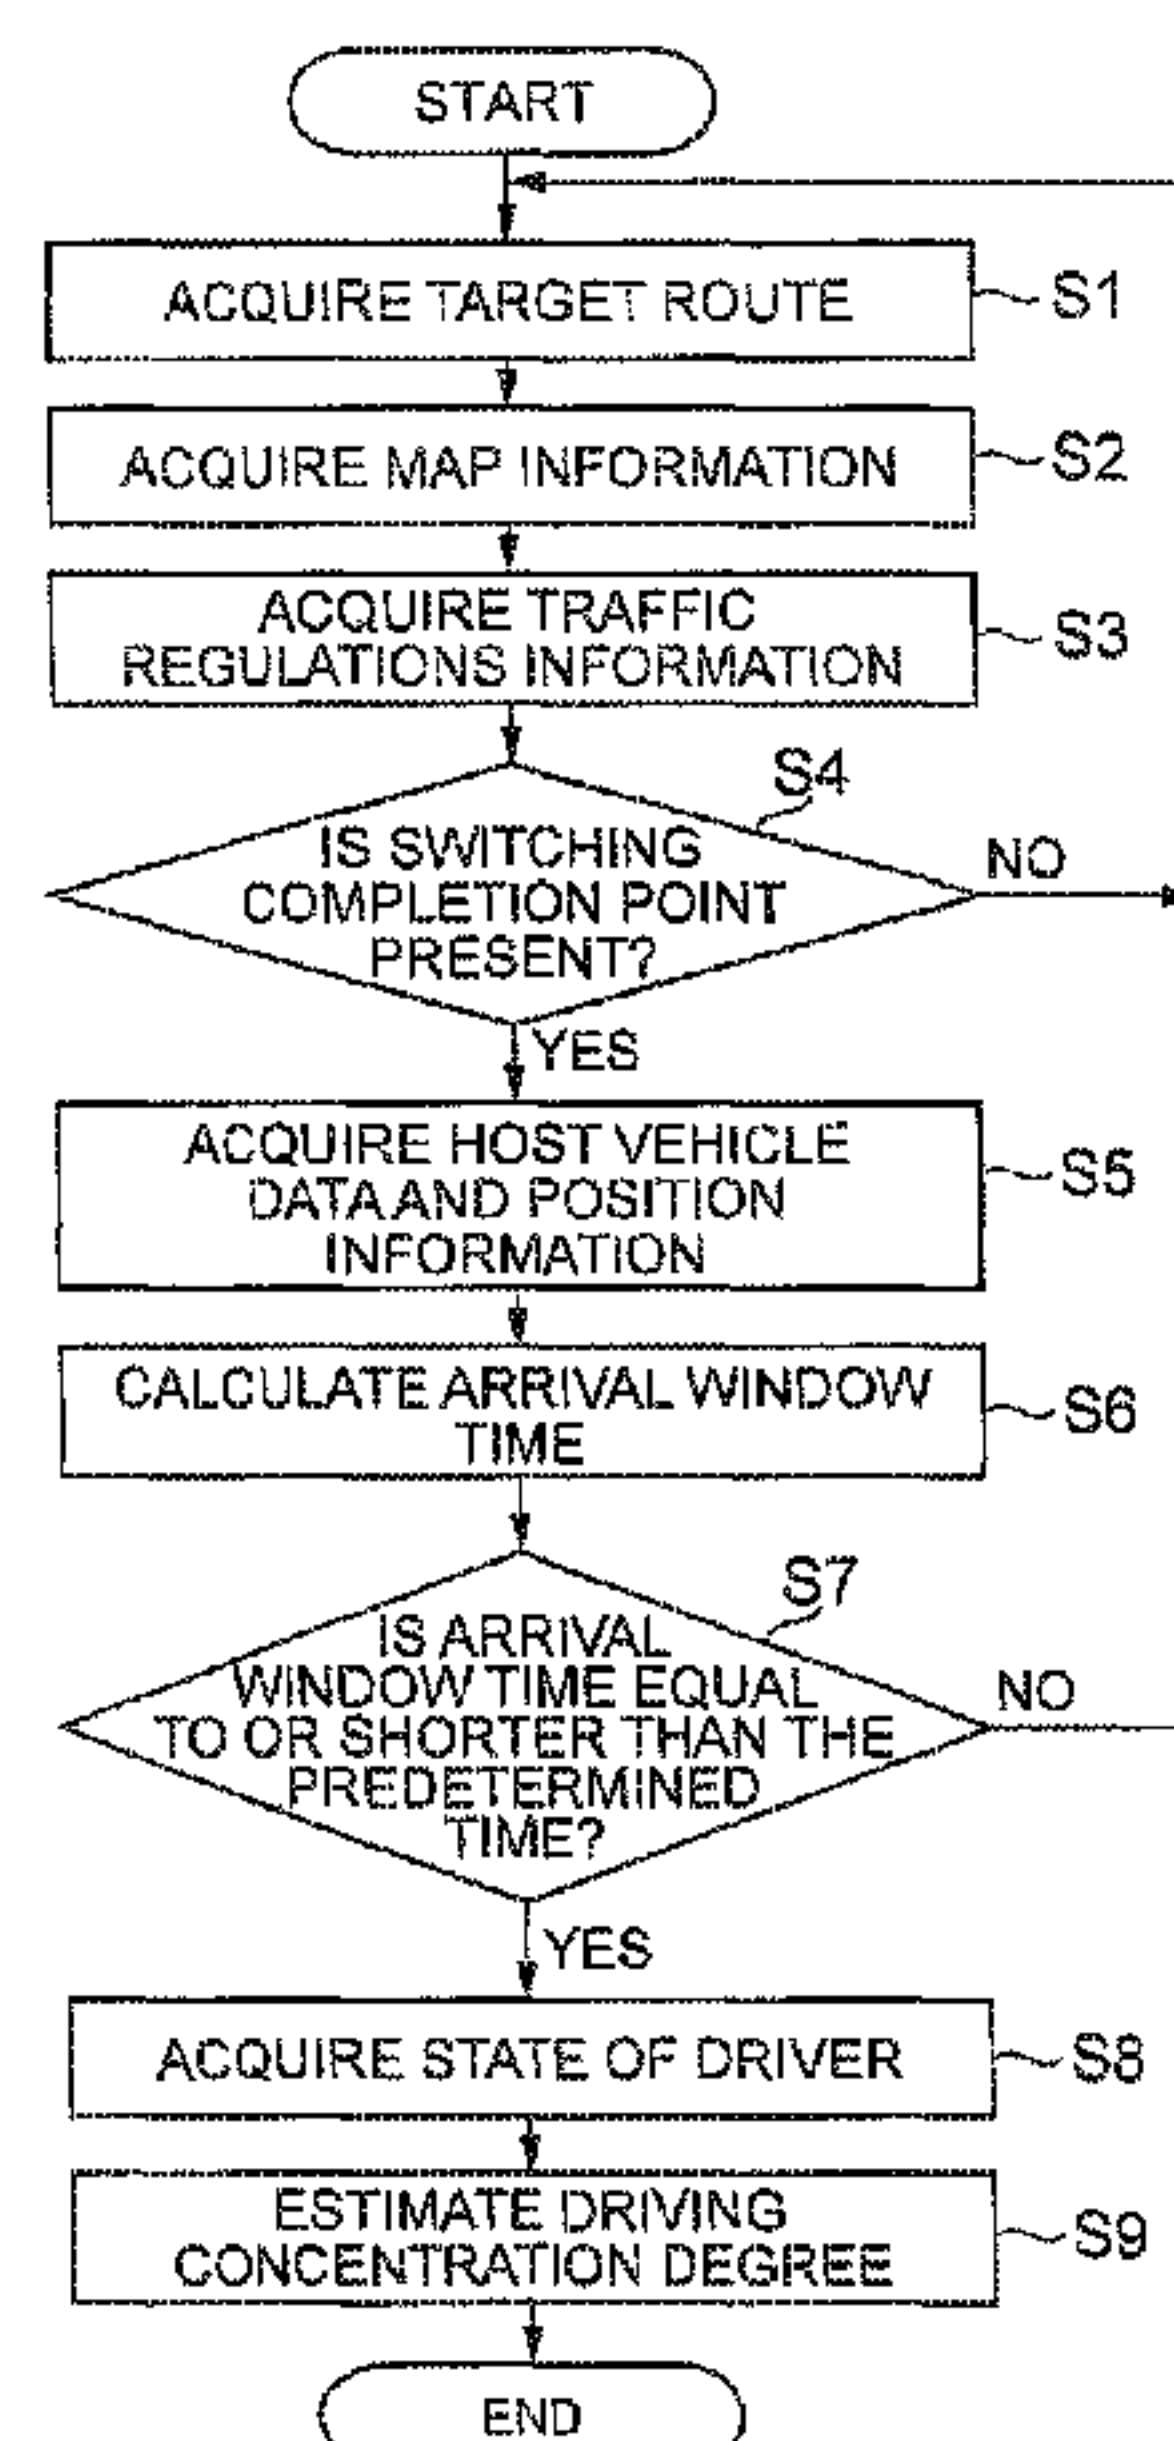 START
ACQUIRE TARGET ROUTE
S1
ACQUIRE MAP INFORMATION
S2
ACQUIRE TRAFFIC
REGULATIONS INFORMATION
S3
S4
IS SWITCHING
COMPLETION POINT
PRESENT?
NO
YES
ACQUIRE HOST VEHICLE
DATA AND POSITION
INFORMATION
S5
CALCULATE ARRIVAL WINDOW
TIME
S6
S7
IS ARRIVAL
WINDOW TIME EQUAL
TO OR SHORTER THAN THE
PREDETERMINED
TIME?
NO
YES
ACQUIRE STATE OF DRIVER
S8
ESTIMATE DRIVING
CONCENTRATION DEGREE
S9
END